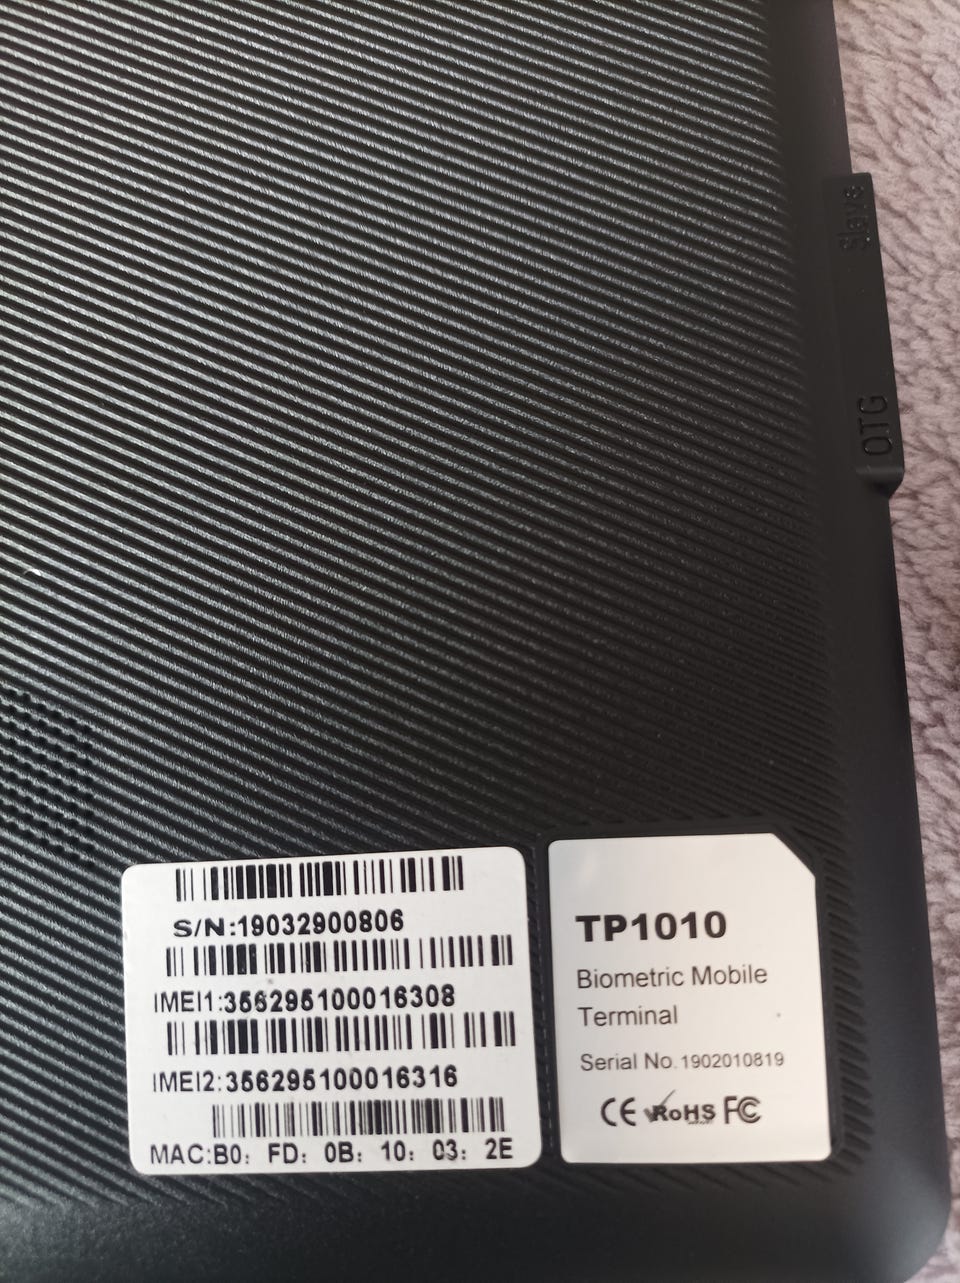 Slave
OTG
S/N:19032900806
IMEI1:356295100016308
IMEI2:356295100016316
MAC:B0: FD: 0B: 10: 03: 2E
TP1010
Biometric Mobile
Terminal
Serial No. 1902010819
CE RoHS FC